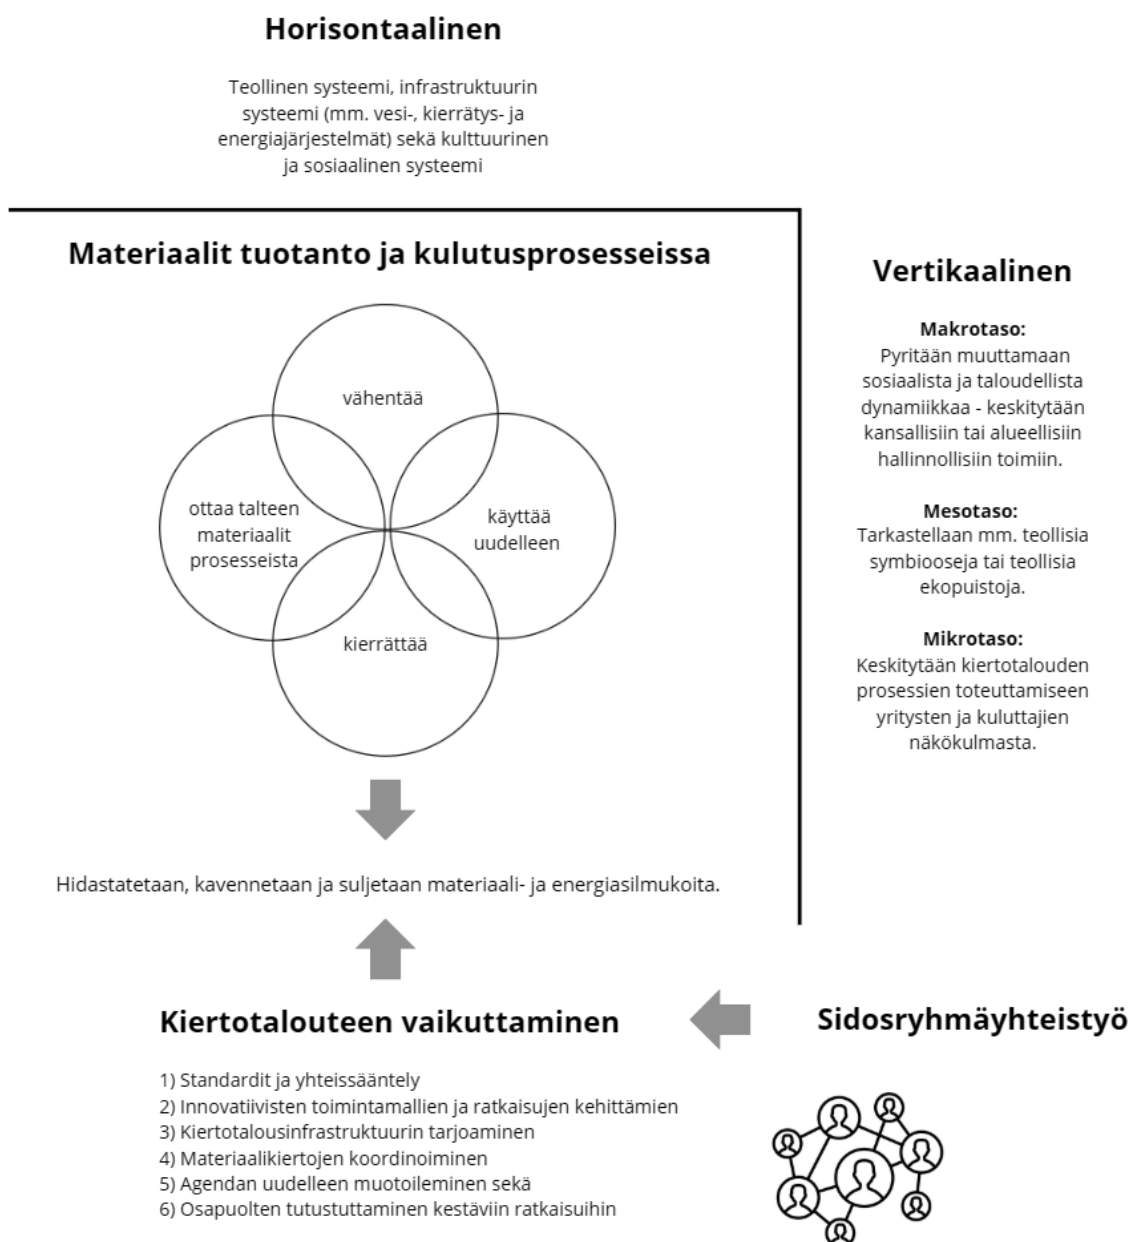 Horisontaalinen
Teollinen systeemi, infrastruktuurin
systeemi (mm. vesi-, kierrätys- ja
energiajärjestelmät) sekä kulttuurinen
ja sosiaalinen systeemi
Materiaalit tuotanto ja kulutusprosesseissa
vähentää
ottaa talteen
materiaalit
prosesseista
käyttää
uudelleen
kierrättää
Hidastatetaan, kavennetaan ja suljetaan materiaali- ja energiasilmukoita.
Vertikaalinen
Makrotaso:
Pyritään muuttamaan
sosiaalista ja taloudellista
dynamiikkaa - keskitytään
kansallisiin tai alueellisiin
hallinnollisiin toimiin.
Mesotaso:
Tarkastellaan mm. teollisia
symbiooseja tai teollisia
ekopuistoja.
Mikrotaso:
Keskitytään kiertotalouden
prosessien toteuttamiseen
yritysten ja kuluttajien
näkökulmasta.
Kiertotalouteen vaikuttaminen
1) Standardit ja yhteissääntely
2) Innovatiivisten toimintamallien ja ratkaisujen kehittämien
3) Kiertotalousinfrastruktuurin tarjoaminen
4) Materiaalikiertojen koordinoiminen
5) Agendan uudelleen muotoileminen sekä
6) Osapuolten tutustuttaminen kestäviin ratkaisuihin
Sidosryhmäyhteistyö